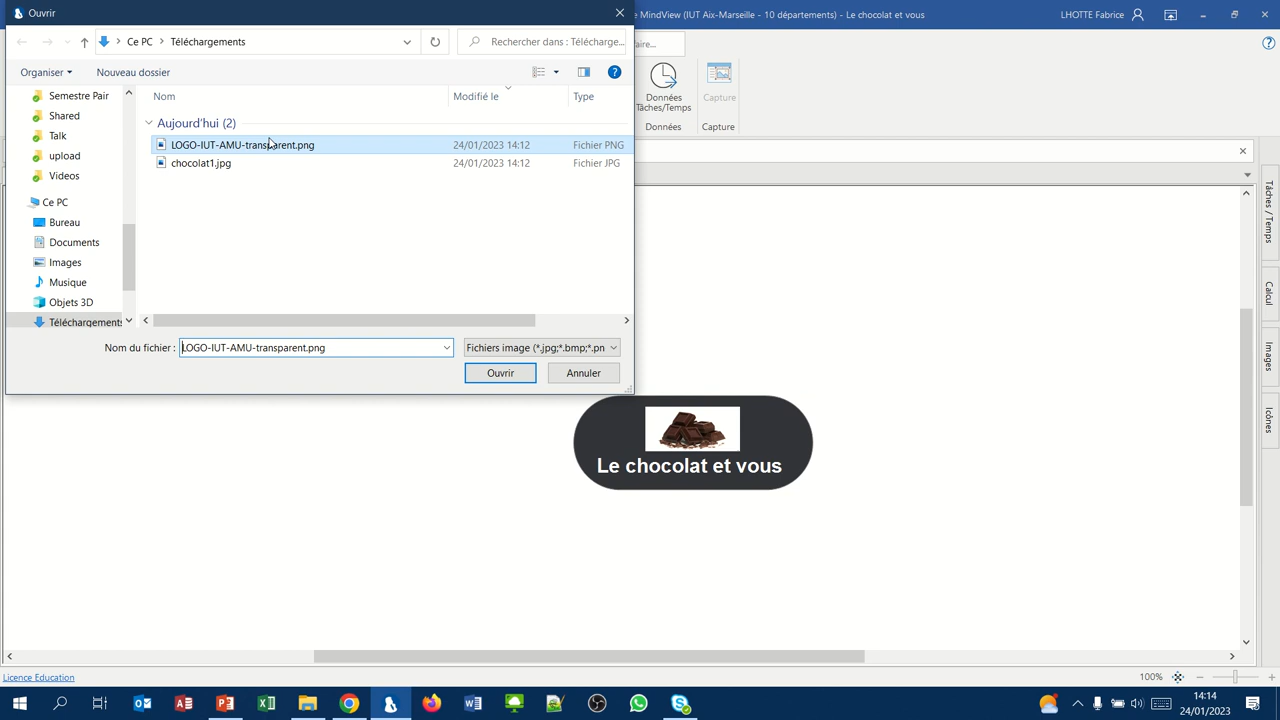 Ouvrir
e MindView (IUT Aix-Marseille - 10 départements) - Le chocolat et vous
LHOTTE Fabrice
Ce PC
Téléchargements
Rechercher dans : Télécharge...
aire...
Organiser
Nouveau dossier
Données
Tâches/Temps
Capture
Données
Capture
Semestre Pair
Shared
Talk
upload
Videos
Ce PC
Bureau
Documents
Images
Musique
Objets 3D
Téléchargements
Nom
Modifié le
Type
Aujourd'hui (2)
LOGO-IUT-AMU-transparent.png
24/01/2023 14:12
Fichier PNG
chocolat1.jpg
24/01/2023 14:12
Fichier JPG
Nom du fichier :
LOGO-IUT-AMU-transparent.png
Fichiers image (*.jpg;*.bmp;*.pn
Ouvrir
Annuler
Tâches / Temps
Calcul
Images
Icônes
Le chocolat et vous
Licence Education
100%
14:14
24/01/2023